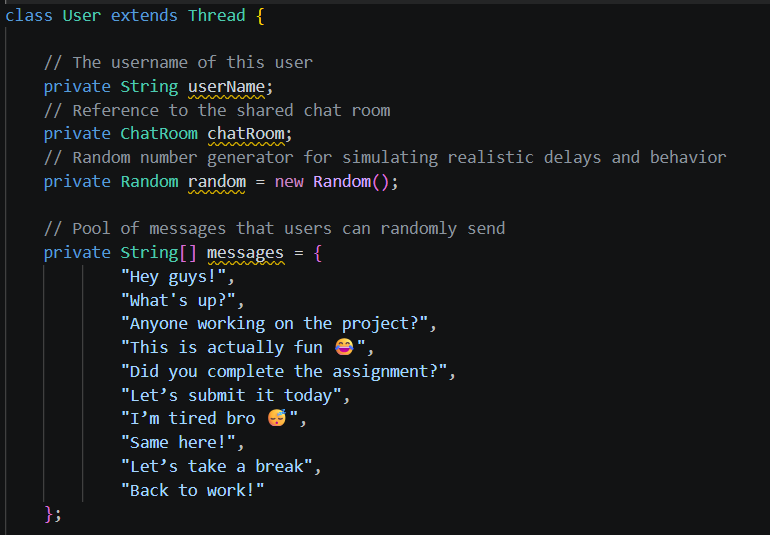 class User extends Thread {
// The username of this user
private String userName;
// Reference to the shared chat room
private ChatRoom chatRoom;
// Random number generator for simulating realistic delays and behavior
private Random random = new Random();
// Pool of messages that users can randomly send
private String[] messages = {
"Hey guys!",
"What's up?",
"Anyone working on the project?",
"This is actually fun 😂",
"Did you complete the assignment?",
"Let’s submit it today",
"I’m tired bro 😴",
"Same here!",
"Let’s take a break",
"Back to work!"
};